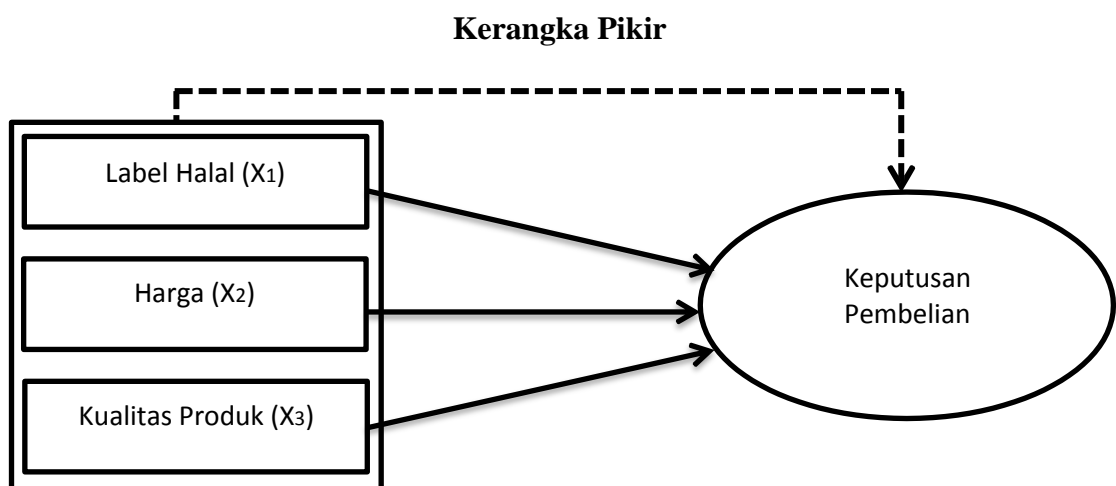 Kerangka Pikir
Label Halal (X1)
Harga (X2)
Kualitas Produk (X3)
Keputusan
Pembelian